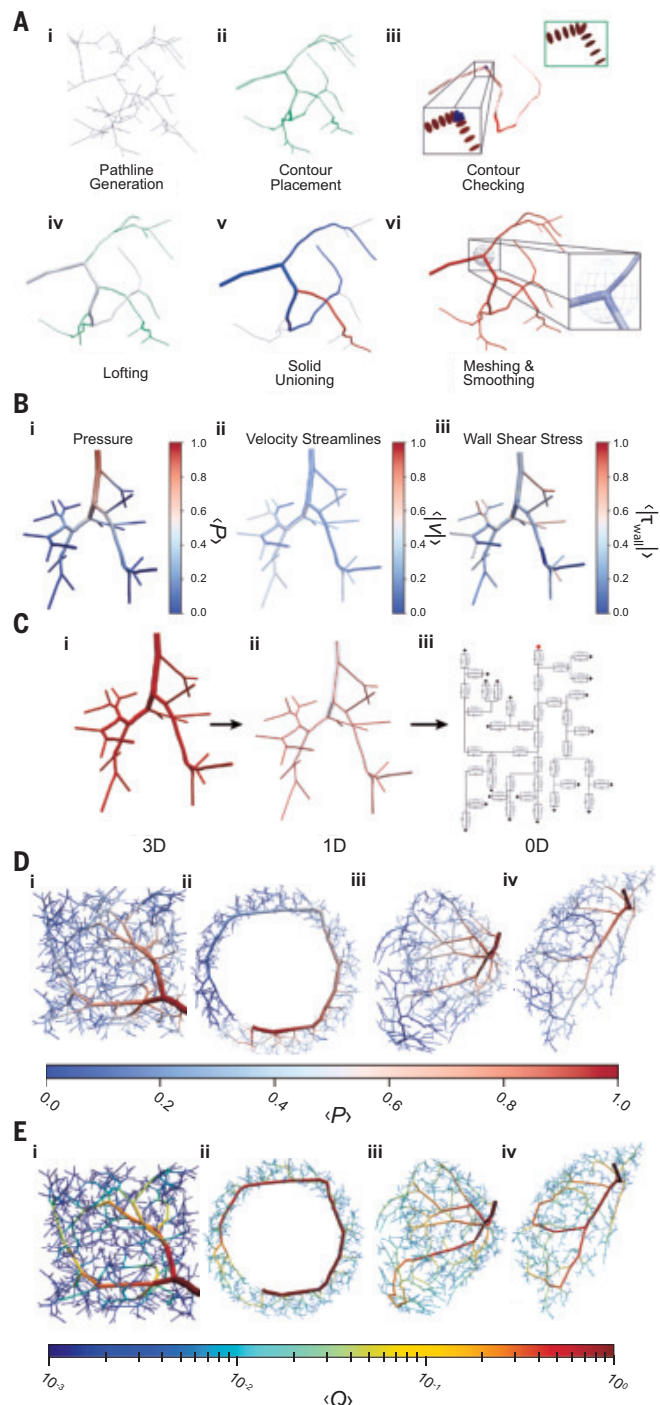 A
i
ii
iii
Pathline
Generation
Contour
Placement
Contour
Checking
iv
v
vi
Lofting
Solid
Unioning
Meshing &
Smoothing
B
i
Pressure
ii
Velocity Streamlines
iii
Wall Shear Stress
1.0
0.8
0.6
0.4
0.2
0.0
‹P›
1.0
0.8
0.6
0.4
0.2
0.0
‹|v|›
1.0
0.8
0.6
0.4
0.2
0.0
‹|τwall|›
C
i
ii
iii
3D
1D
0D
D
i
ii
iii
iv
0.0
0.2
0.4
0.6
0.8
1.0
‹P›
E
i
ii
iii
iv
10-3
10-2
10-1
100
‹Q›